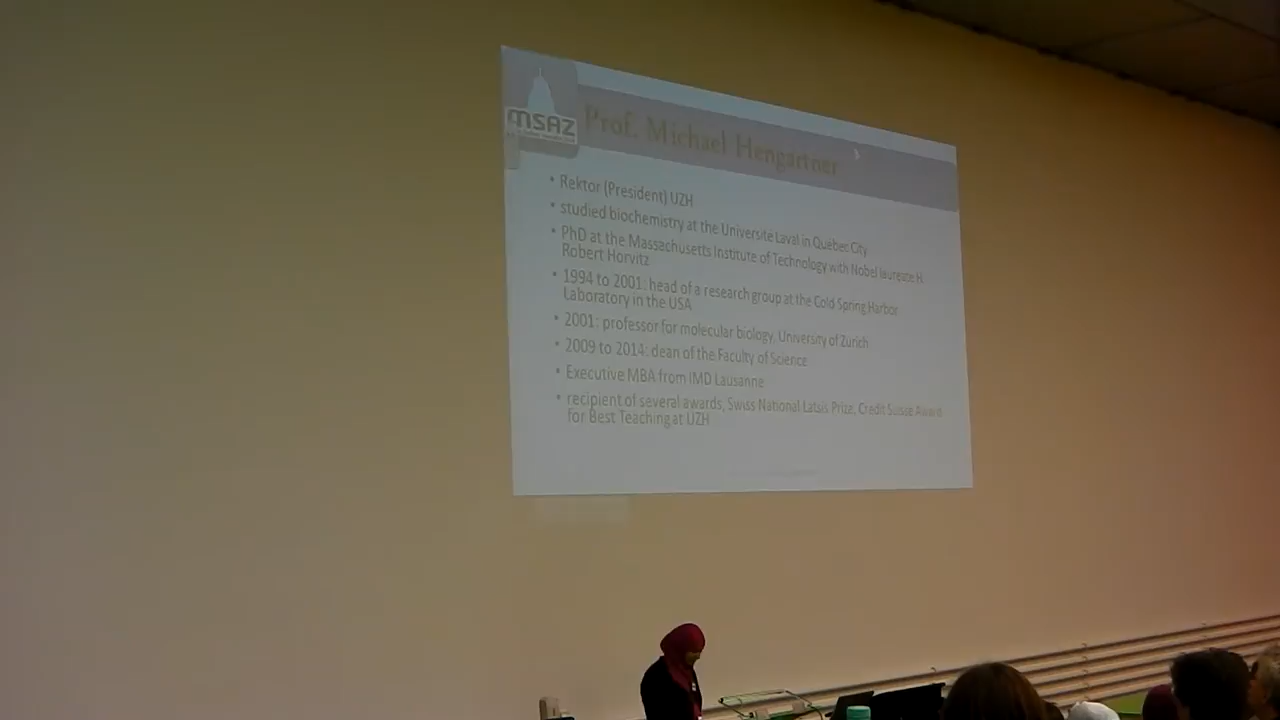 MSAZ
Prof. Michael Hengartner
• Rektor (President) UZH
• studied biochemistry at the Universite Laval in Quebec City
• PhD at the Massachusetts Institute of Technology with Nobel laureate H.
Robert Horvitz
• 1994 to 2001: head of a research group at the Cold Spring Harbor
Laboratory in the USA
• 2001: professor for molecular biology, University of Zurich
• 2009 to 2014: dean of the Faculty of Science
• Executive MBA from IMD Lausanne
• recipient of several awards, Swiss National Latsis Prize, Credit Suisse Award
for Best Teaching at UZH